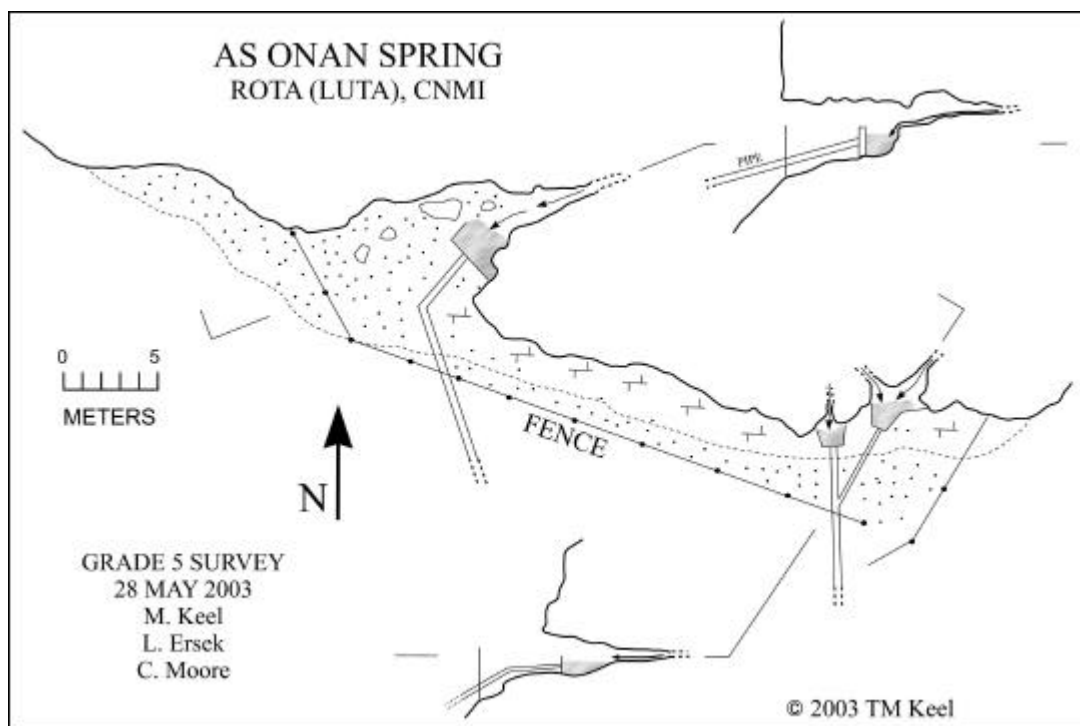 AS ONAN SPRING
ROTA (LUTA), CNMI
PIPE
0 5
METERS
FENCE
N
GRADE 5 SURVEY
28 MAY 2003
M. Keel
L. Ersek
C. Moore
© 2003 TM Keel